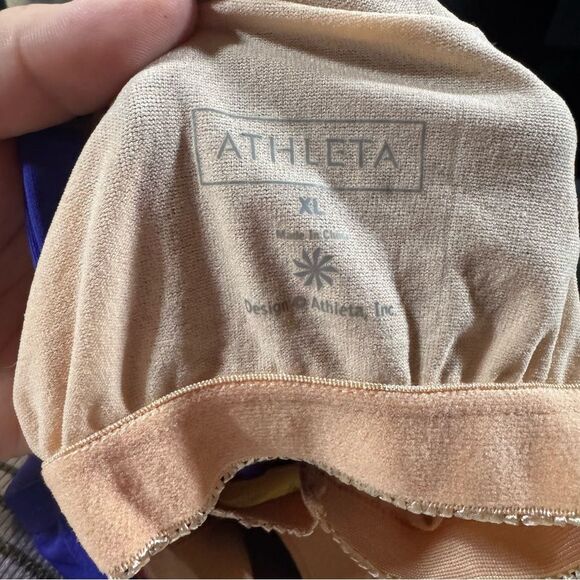 ATHLETA
XL
Made In China
Design © Athleta, Inc.